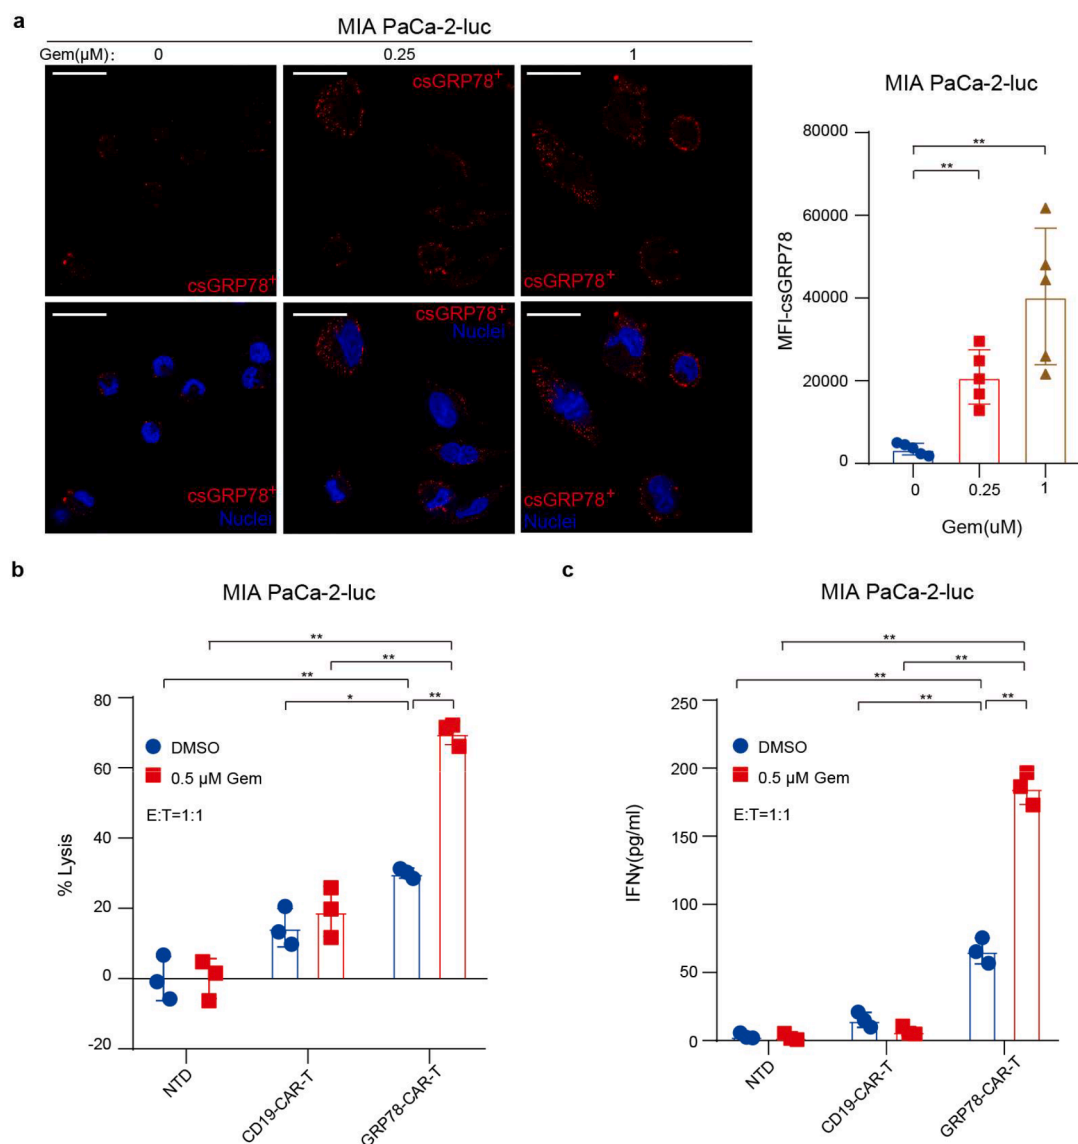 a
MIA PaCa-2-luc
Gem(μM): 0 0.25 1
csGRP78+
csGRP78+
csGRP78+
csGRP78+
Nuclei
csGRP78+
Nuclei
csGRP78+
Nuclei
MIA PaCa-2-luc
MFI-csGRP78
80000
60000
40000
20000
0
** **
0 0.25 1
Gem(uM)
b
MIA PaCa-2-luc
**
**
**
* **
% Lysis
80
60
40
20
0
-20
DMSO
0.5 μM Gem
E:T=1:1
NTD
CD19-CAR-T
GRP78-CAR-T
c
MIA PaCa-2-luc
**
**
**
** **
IFNγ(pg/ml)
250
200
150
100
50
0
DMSO
0.5 μM Gem
E:T=1:1
NTD
CD19-CAR-T
GRP78-CAR-T